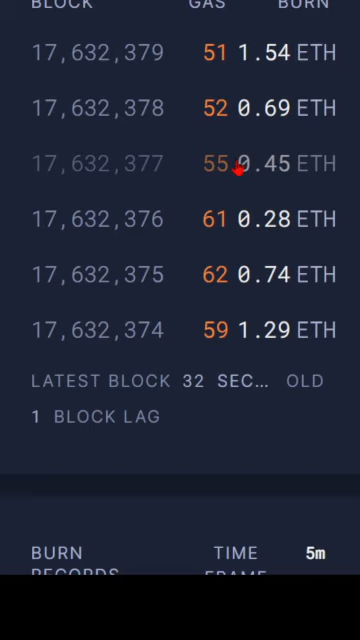 BLOCK GAS BURN
17,632,379 51 1.54 ETH
17,632,378 52 0.69 ETH
17,632,377 55 0.45 ETH
17,632,376 61 0.28 ETH
17,632,375 62 0.74 ETH
17,632,374 59 1.29 ETH
LATEST BLOCK 32 SEC... OLD
1 BLOCK LAG
BURN TIME 5m
RECORDS FRAME